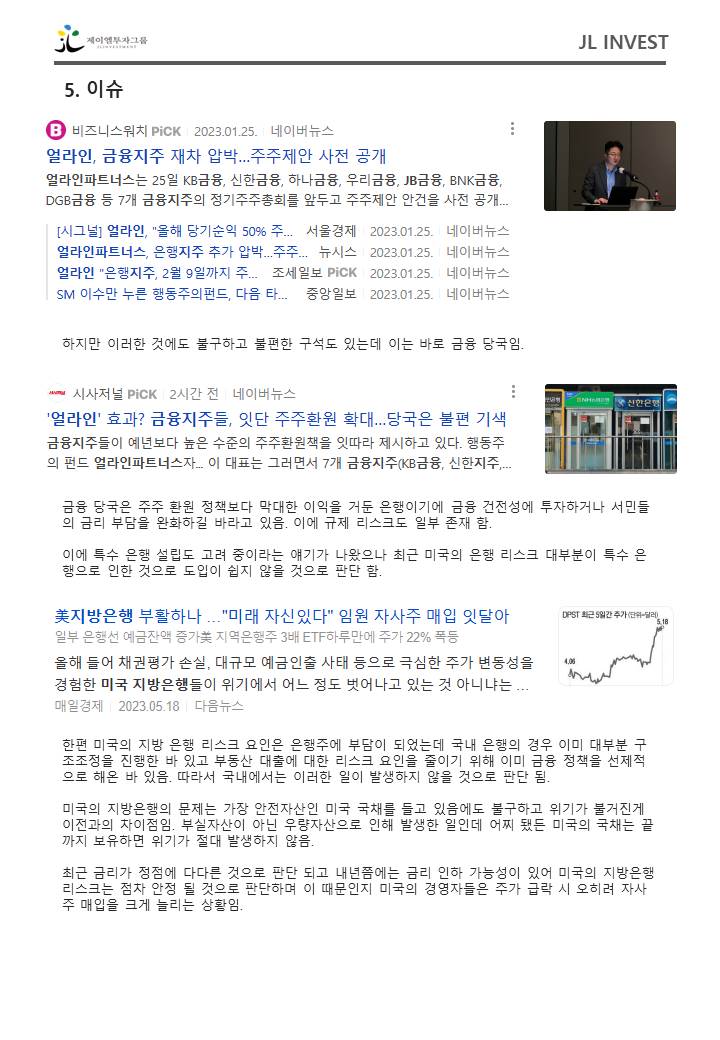 제이엘투자그룹
JL INVESTMENT
JL INVEST
5. 이슈
비즈니스워치 PiCK 2023.01.25. 네이버뉴스
얼라인, 금융지주 재차 압박...주주제안 사전 공개
얼라인파트너스는 25일 KB금융, 신한금융, 하나금융, 우리금융, JB금융, BNK금융,
DGB금융 등 7개 금융지주의 정기주주총회를 앞두고 주주제안 안건을 사전 공개...
[시그널] 얼라인, "올해 당기순익 50% 주... 서울경제 2023.01.25. 네이버뉴스
얼라인파트너스, 은행지주 추가 압박...주주... 뉴시스 2023.01.25. 네이버뉴스
얼라인 "은행지주, 2월 9일까지 주... 조세일보 PiCK 2023.01.25. 네이버뉴스
SM 이수만 누른 행동주의펀드, 다음 타... 중앙일보 2023.01.25. 네이버뉴스
하지만 이러한 것에도 불구하고 불편한 구석도 있는데 이는 바로 금융 당국임.
시사저널 PiCK 2시간 전 네이버뉴스
'얼라인' 효과? 금융지주들, 잇단 주주환원 확대...당국은 불편 기색
금융지주들이 예년보다 높은 수준의 주주환원책을 잇따라 제시하고 있다. 행동주
의 펀드 얼라인파트너스자... 이 대표는 그러면서 7개 금융지주(KB금융, 신한지주,...
NH농협은행
신한은행
금융 당국은 주주 환원 정책보다 막대한 이익을 거둔 은행이기에 금융 건전성에 투자하거나 서민들
의 금리 부담을 완화하길 바라고 있음. 이에 규제 리스크도 일부 존재 함.
이에 특수 은행 설립도 고려 중이라는 얘기가 나왔으나 최근 미국의 은행 리스크 대부분이 특수 은
행으로 인한 것으로 도입이 쉽지 않을 것으로 판단 함.
美지방은행 부활하나 …"미래 자신있다" 임원 자사주 매입 잇달아
일부 은행선 예금잔액 증가美 지역은행주 3배 ETF하루만에 주가 22% 폭등
올해 들어 채권평가 손실, 대규모 예금인출 사태 등으로 극심한 주가 변동성을
경험한 미국 지방은행들이 위기에서 어느 정도 벗어나고 있는 것 아니냐는 ...
매일경제 2023.05.18 다음뉴스
DPST 최근 5일간 주가 (단위=달러)
5.18
4.06
한편 미국의 지방 은행 리스크 요인은 은행주에 부담이 되었는데 국내 은행의 경우 이미 대부분 구
조조정을 진행한 바 있고 부동산 대출에 대한 리스크 요인을 줄이기 위해 이미 금융 정책을 선제적
으로 해온 바 있음. 따라서 국내에서는 이러한 일이 발생하지 않을 것으로 판단 됨.
미국의 지방은행의 문제는 가장 안전자산인 미국 국채를 들고 있음에도 불구하고 위기가 불거진게
이전과의 차이점임. 부실자산이 아닌 우량자산으로 인해 발생한 일인데 어찌 됐든 미국의 국채는 끝
까지 보유하면 위기가 절대 발생하지 않음.
최근 금리가 정점에 다다른 것으로 판단 되고 내년쯤에는 금리 인하 가능성이 있어 미국의 지방은행
리스크는 점차 안정 될 것으로 판단하며 이 때문인지 미국의 경영자들은 주가 급락 시 오히려 자사
주 매입을 크게 늘리는 상황임.